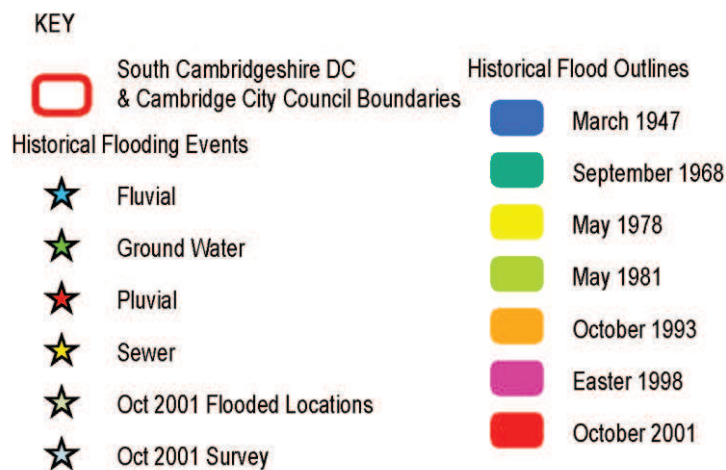 KEY
South Cambridgeshire DC
& Cambridge City Council Boundaries
Historical Flooding Events
Fluvial
Ground Water
Pluvial
Sewer
Oct 2001 Flooded Locations
Oct 2001 Survey
Historical Flood Outlines
March 1947
September 1968
May 1978
May 1981
October 1993
Easter 1998
October 2001